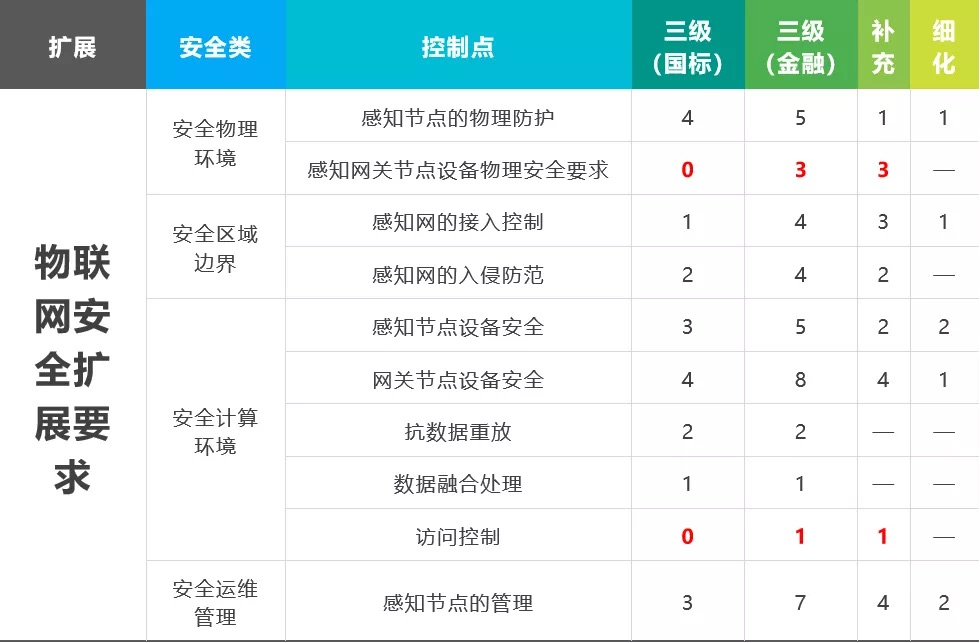 扩展 安全类 控制点 三级（国标） 三级（金融） 补充 细化
物联网安全扩展要求
安全物理环境
感知节点的物理防护 4 5 1 1
感知网关节点设备物理安全要求 0 3 3 —
安全区域边界
感知网的接入控制 1 4 3 1
感知网的入侵防范 2 4 2 —
安全计算环境
感知节点设备安全 3 5 2 2
网关节点设备安全 4 8 4 1
抗数据重放 2 2 — —
数据融合处理 1 1 — —
访问控制 0 1 1 —
安全运维管理
感知节点的管理 3 7 4 2